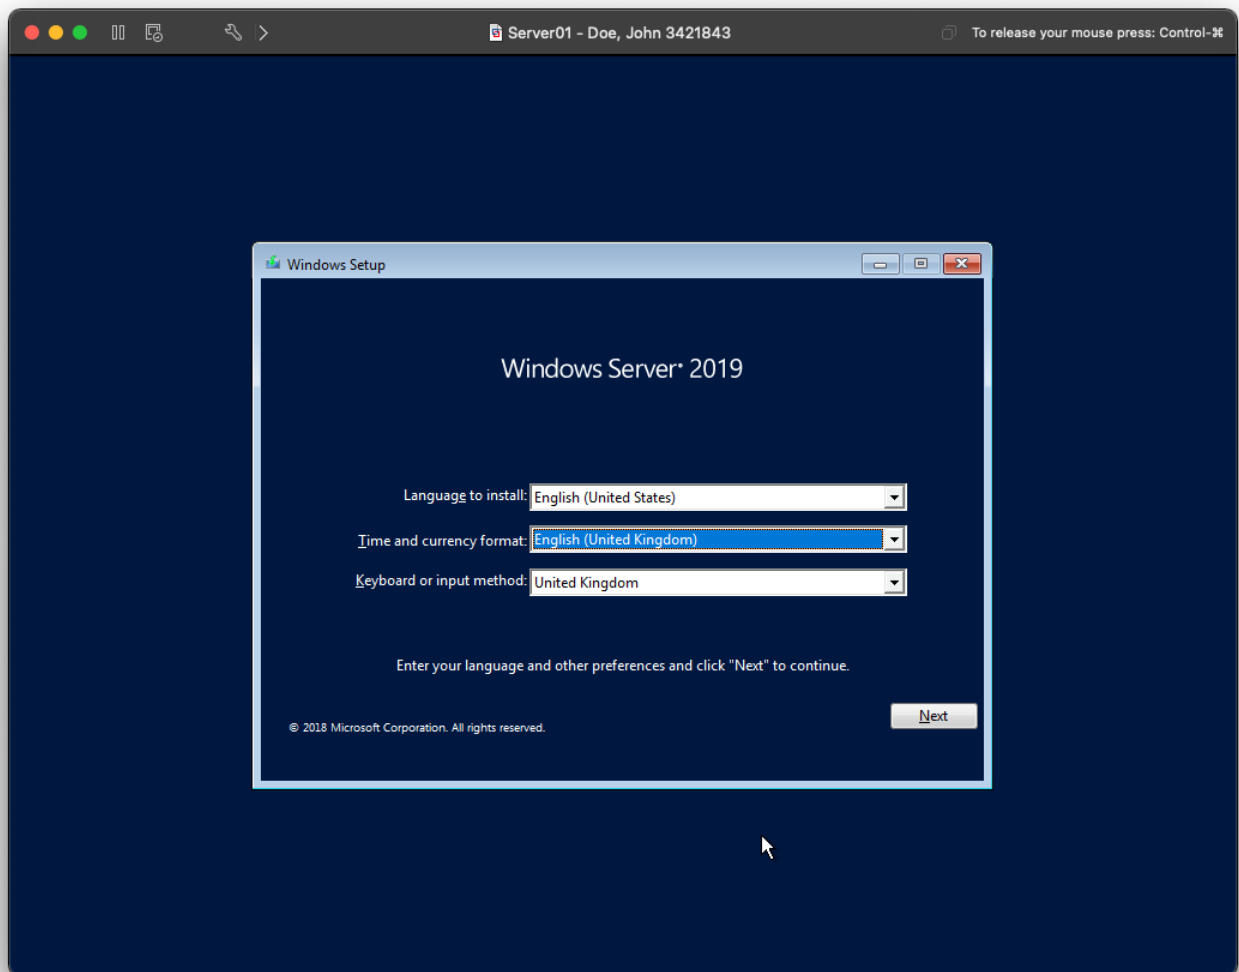 Server01 - Doe, John 3421843
To release your mouse press: Control-⌘
Windows Setup
Windows Server® 2019
Language to install: English (United States)
Time and currency format: English (United Kingdom)
Keyboard or input method: United Kingdom
Enter your language and other preferences and click "Next" to continue.
Next
© 2018 Microsoft Corporation. All rights reserved.